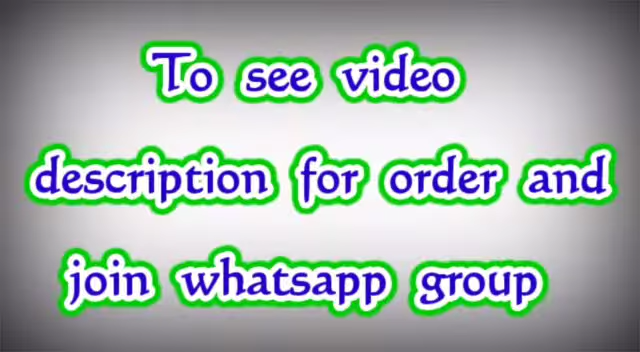 To see video
description for order and
join whatsapp group